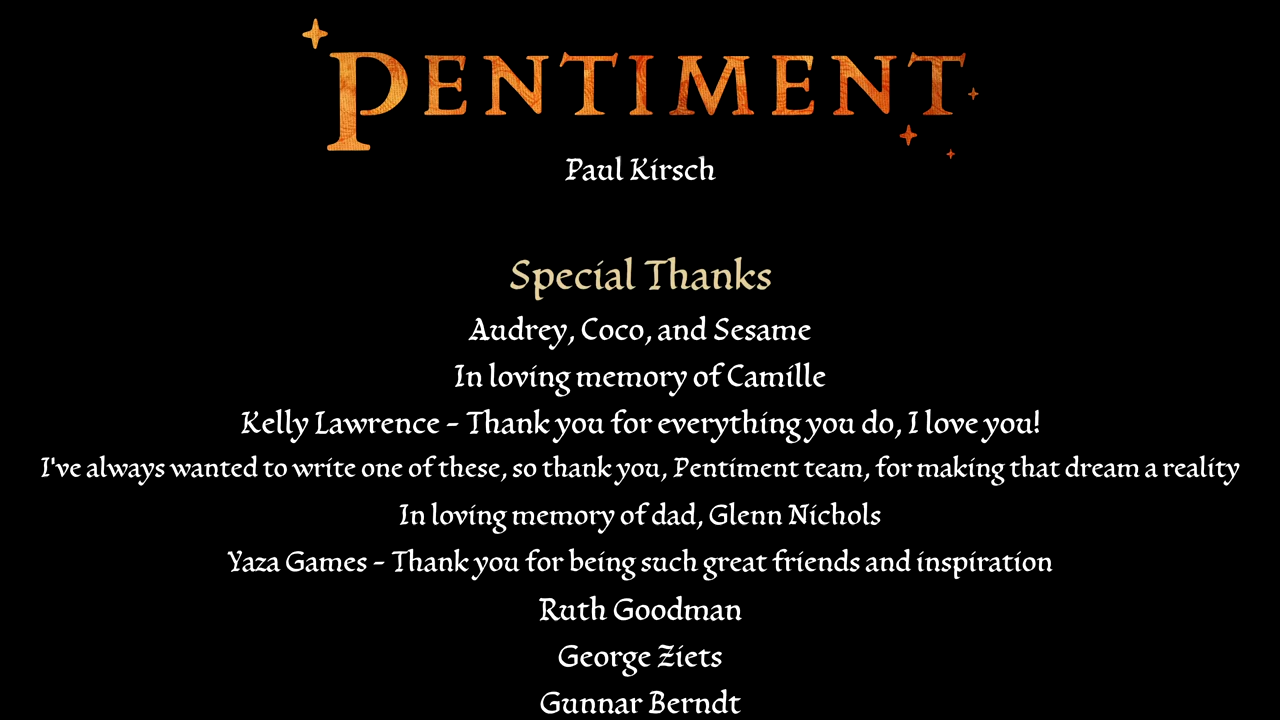 PENTIMENT
Paul Kirsch
Special Thanks
Audrey, Coco, and Sesame
In loving memory of Camille
Kelly Lawrence - Thank you for everything you do, I love you!
I've always wanted to write one of these, so thank you, Pentiment team, for making that dream a reality
In loving memory of dad, Glenn Nichols
Yaza Games - Thank you for being such great friends and inspiration
Ruth Goodman
George Ziets
Gunnar Berndt